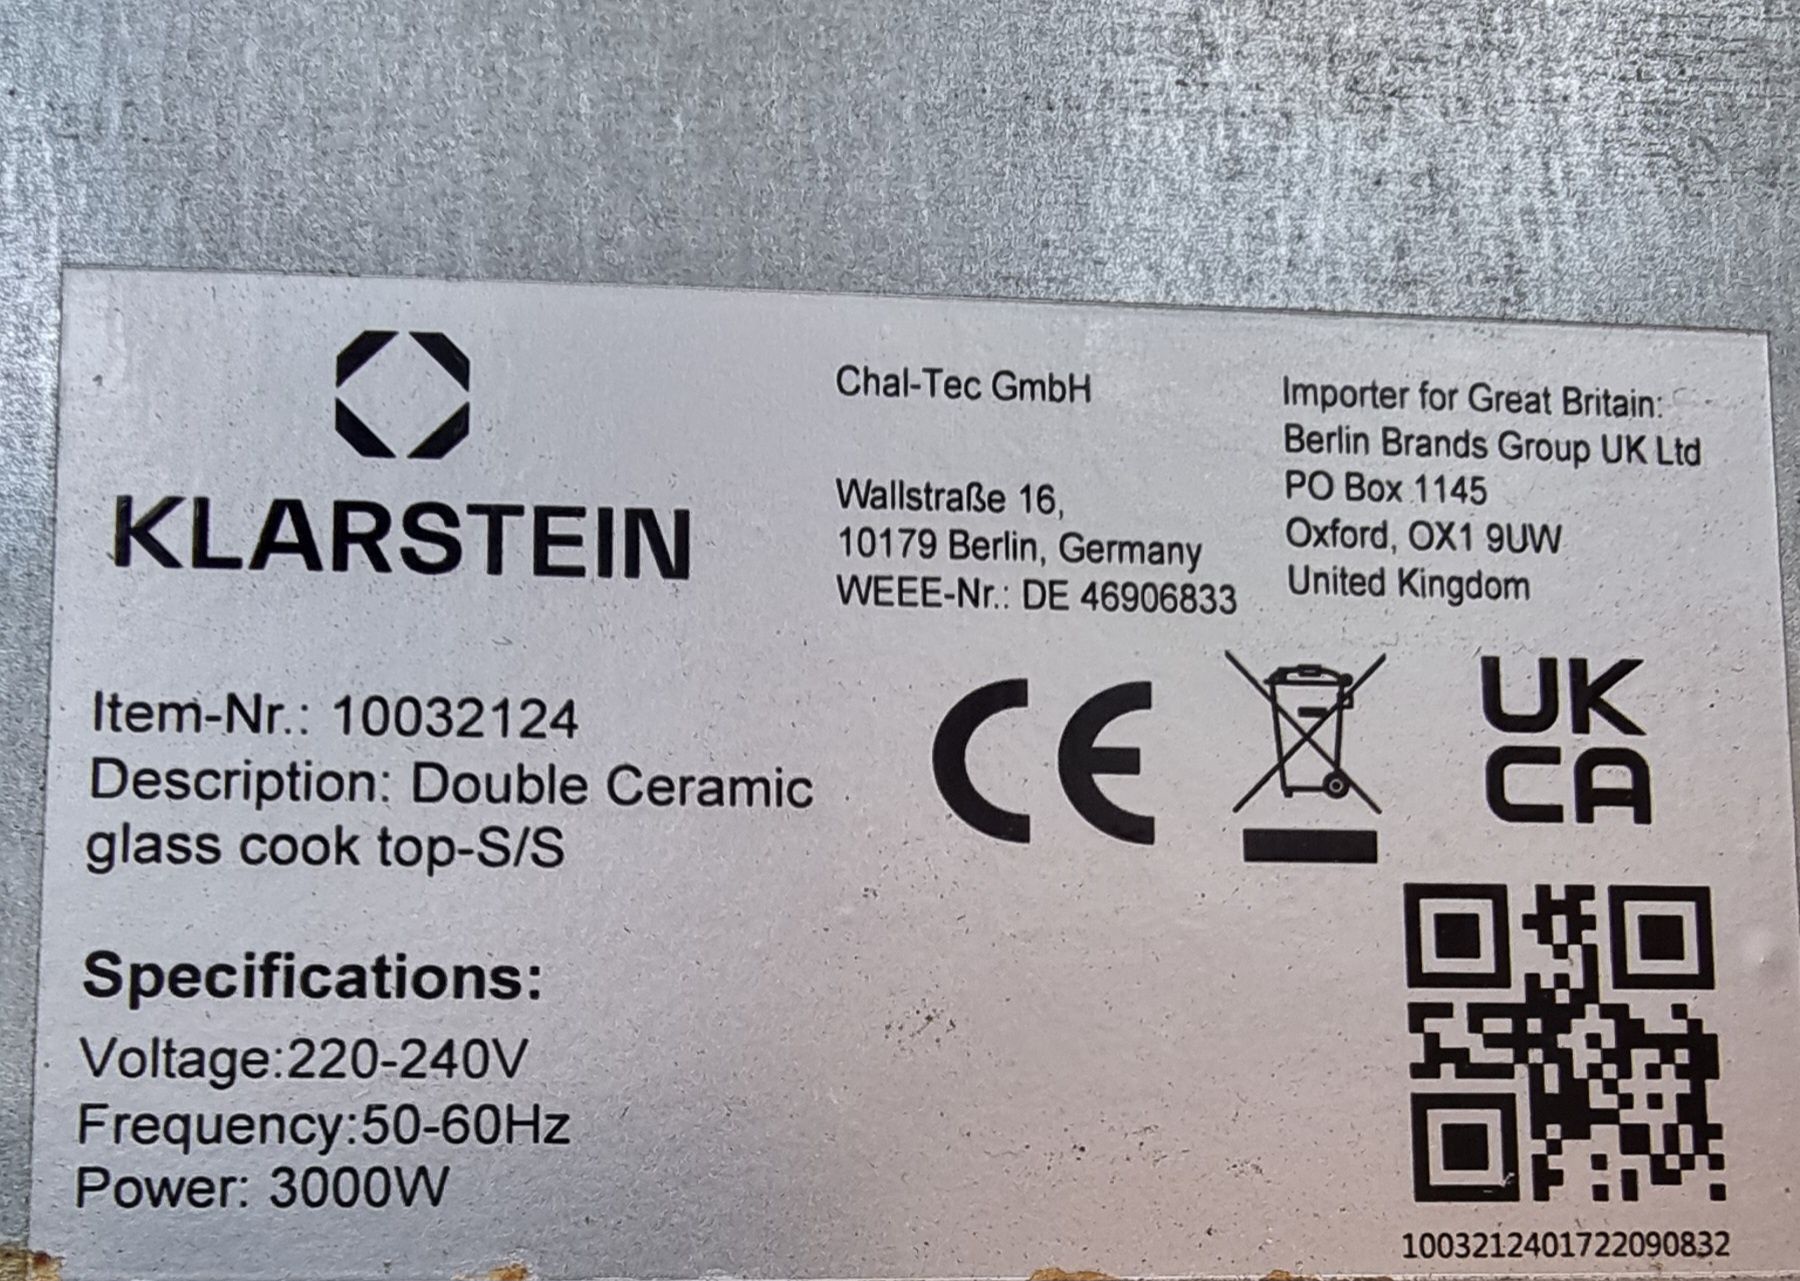 KLARSTEIN
Chal-Tec GmbH
Wallstraße 16,
10179 Berlin, Germany
WEEE-Nr.: DE 46906833
Importer for Great Britain:
Berlin Brands Group UK Ltd
PO Box 1145
Oxford, OX1 9UW
United Kingdom
Item-Nr.: 10032124
Description: Double Ceramic
glass cook top-S/S
CE
UK
CA
Specifications:
Voltage:220-240V
Frequency:50-60Hz
Power: 3000W
1003212401722090832